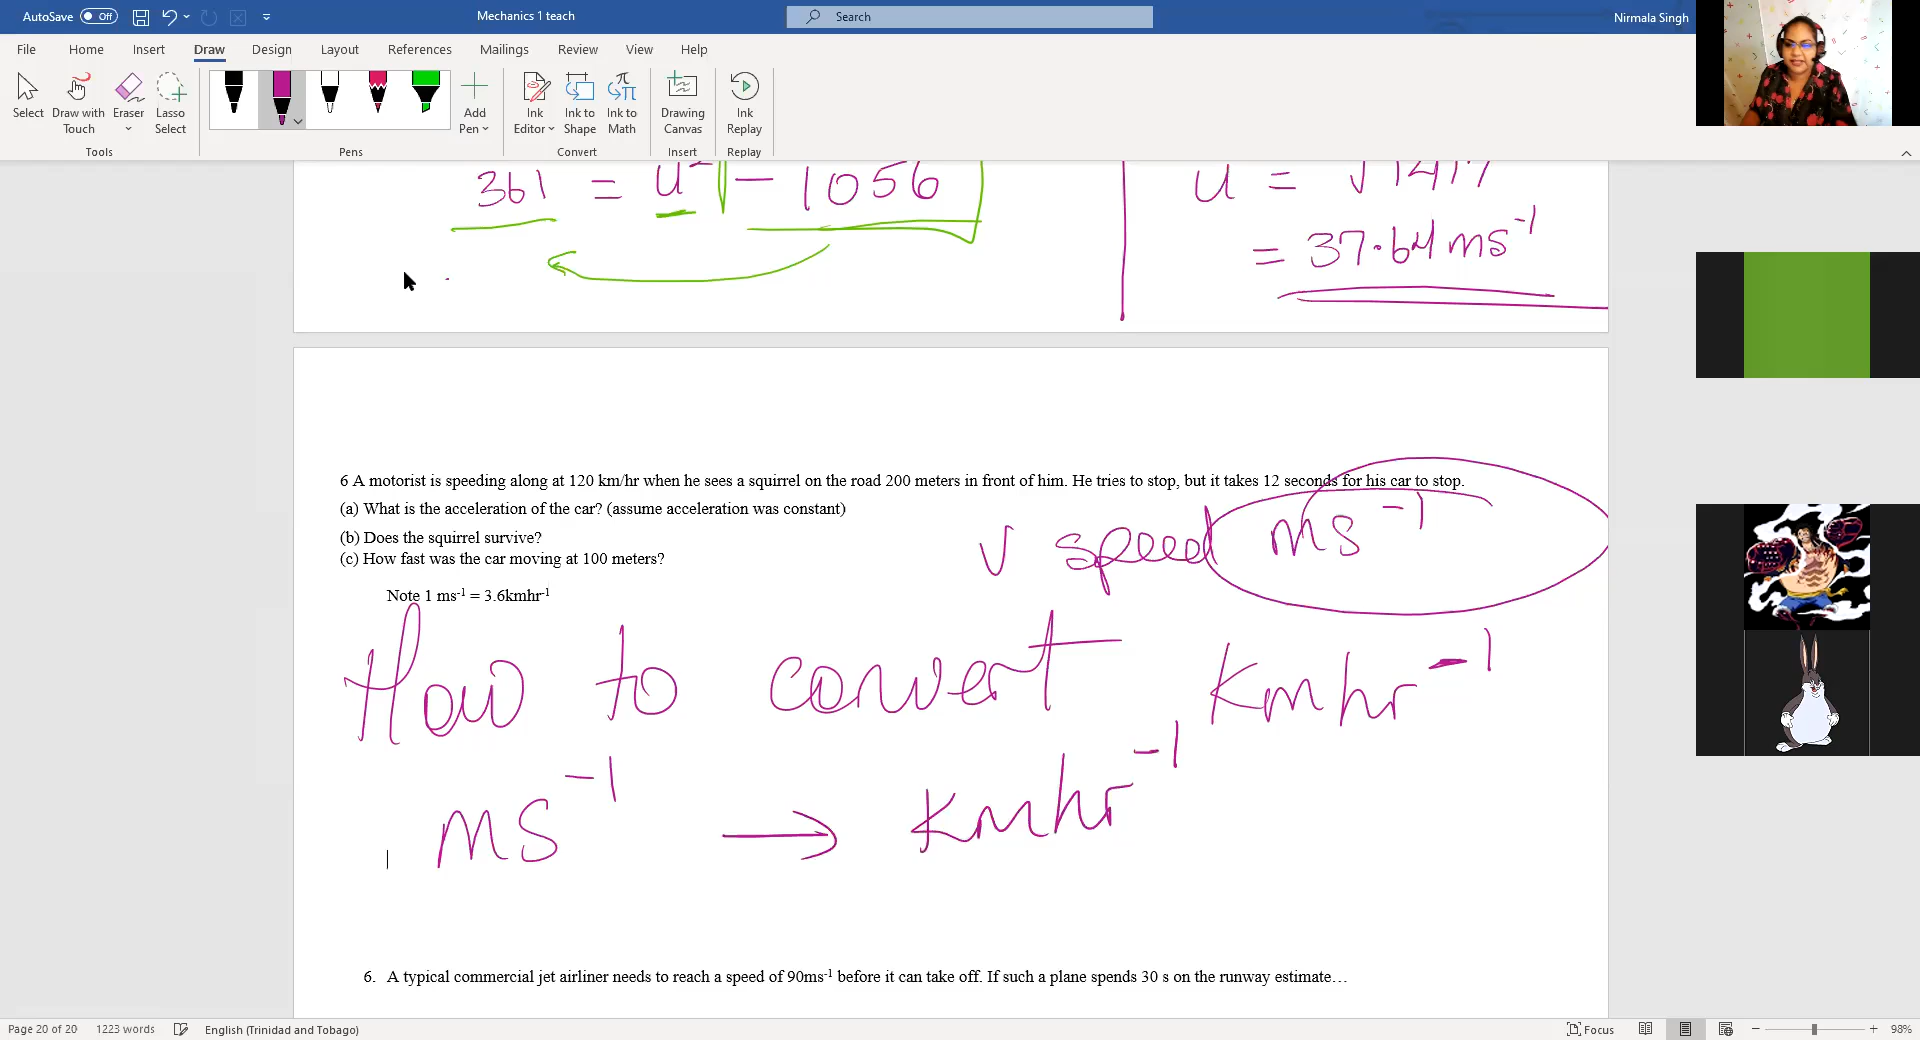 AutoSave Off
Mechanics 1 teach
Search
Nirmala Singh
File Home Insert Draw Design Layout References Mailings Review View Help
Select
Draw with Touch
Eraser
Lasso Select
Add Pen
Ink Editor
Ink to Shape
Ink to Math
Drawing Canvas
Ink Replay
Tools
Pens
Convert
Insert
Replay
361 = u² - 1056
u = √1417
= 37.64 ms⁻¹
6 A motorist is speeding along at 120 km/hr when he sees a squirrel on the road 200 meters in front of him. He tries to stop, but it takes 12 seconds for his car to stop.
(a) What is the acceleration of the car? (assume acceleration was constant)
(b) Does the squirrel survive?
(c) How fast was the car moving at 100 meters?
V speed ms⁻¹
Note 1 ms⁻¹ = 3.6kmhr⁻¹
How to convert kmhr⁻¹
ms⁻¹ → kmhr⁻¹
6. A typical commercial jet airliner needs to reach a speed of 90ms⁻¹ before it can take off. If such a plane spends 30 s on the runway estimate…
Page 20 of 20 1223 words English (Trinidad and Tobago) Focus 98%